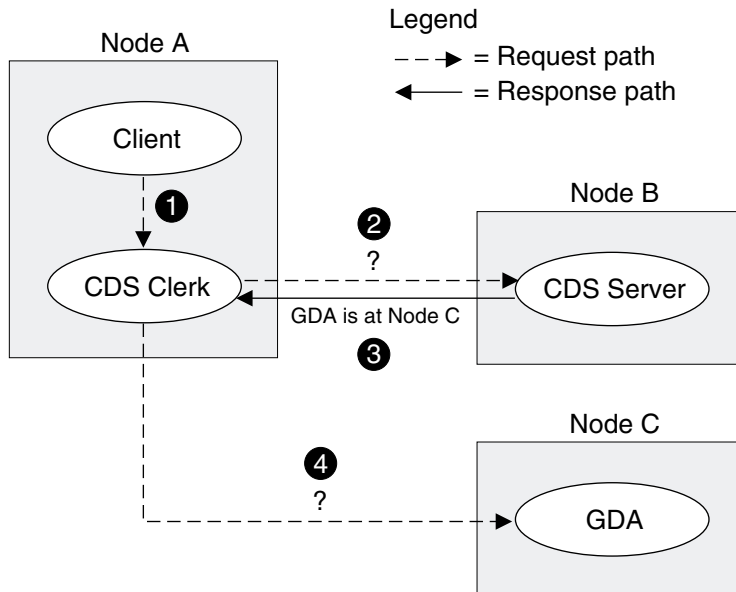 Legend
= Request path
= Response path
Node A
Client
1
CDS Clerk
2
?
GDA is at Node C
3
Node B
CDS Server
4
?
Node C
GDA